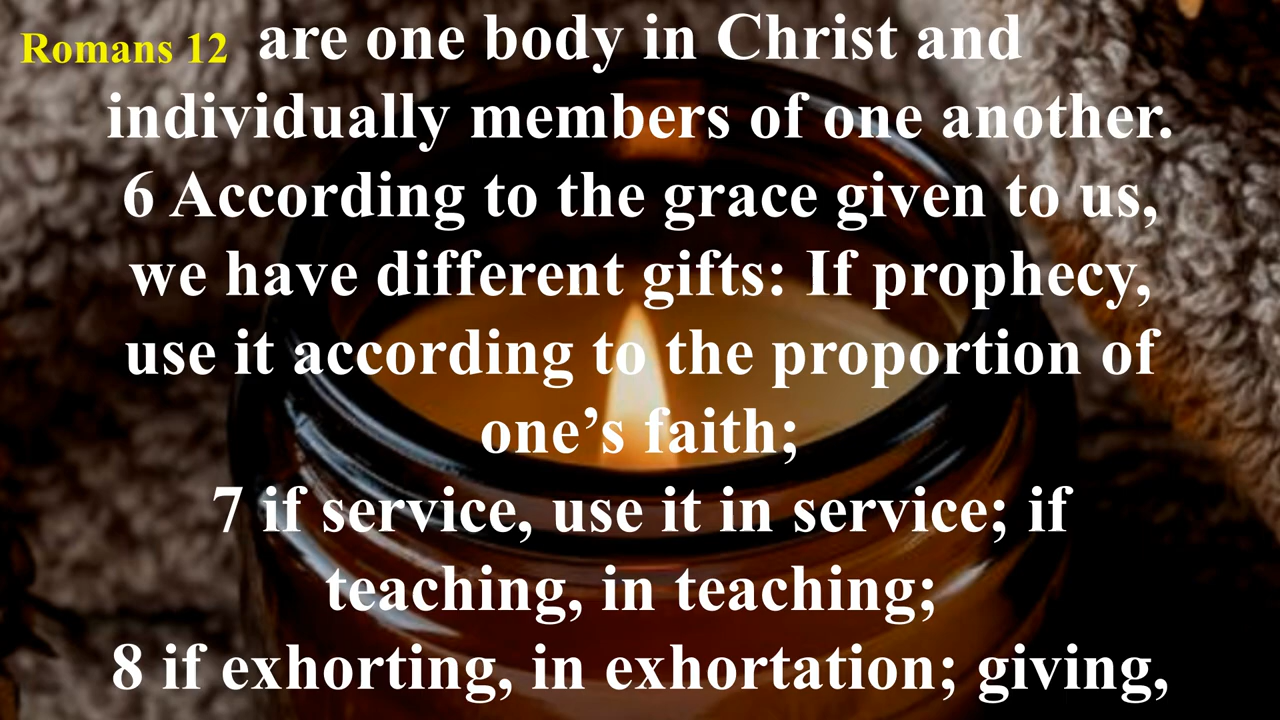 Romans 12
are one body in Christ and
individually members of one another.
6 According to the grace given to us,
we have different gifts: If prophecy,
use it according to the proportion of
one’s faith;
7 if service, use it in service; if
teaching, in teaching;
8 if exhorting, in exhortation; giving,